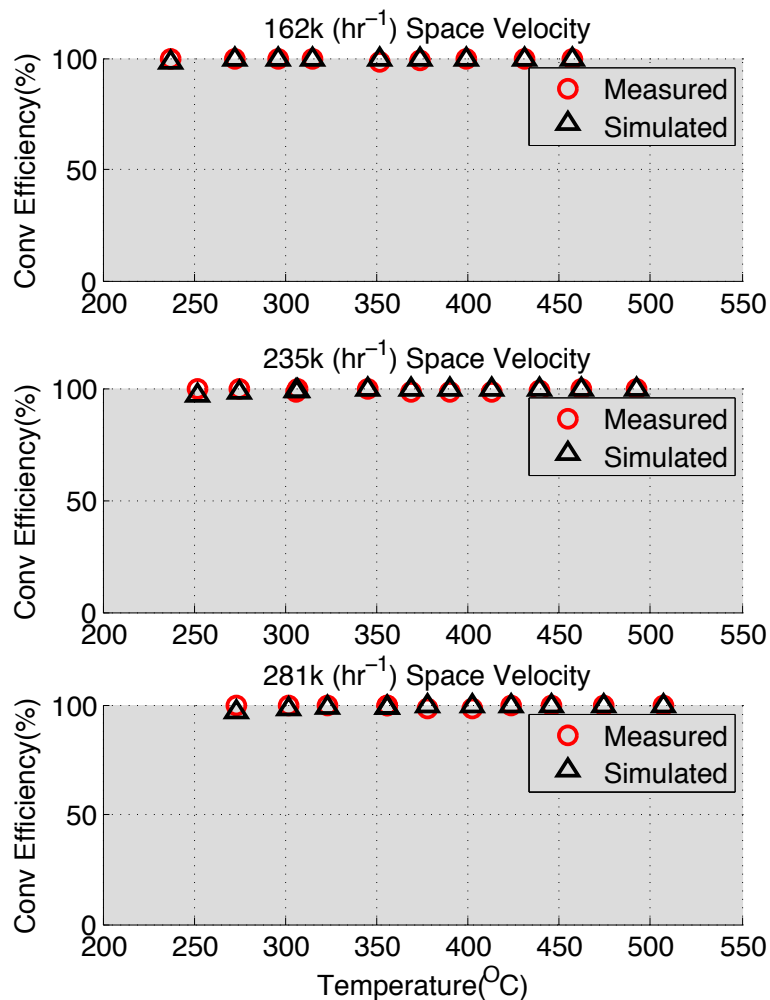 162k (hr⁻¹) Space Velocity
100
50
0
Conv Efficiency(%)
Measured
Simulated
200 250 300 350 400 450 500 550
235k (hr⁻¹) Space Velocity
100
50
0
Conv Efficiency(%)
Measured
Simulated
200 250 300 350 400 450 500 550
281k (hr⁻¹) Space Velocity
100
50
0
Conv Efficiency(%)
Measured
Simulated
200 250 300 350 400 450 500 550
Temperature(ᴼC)